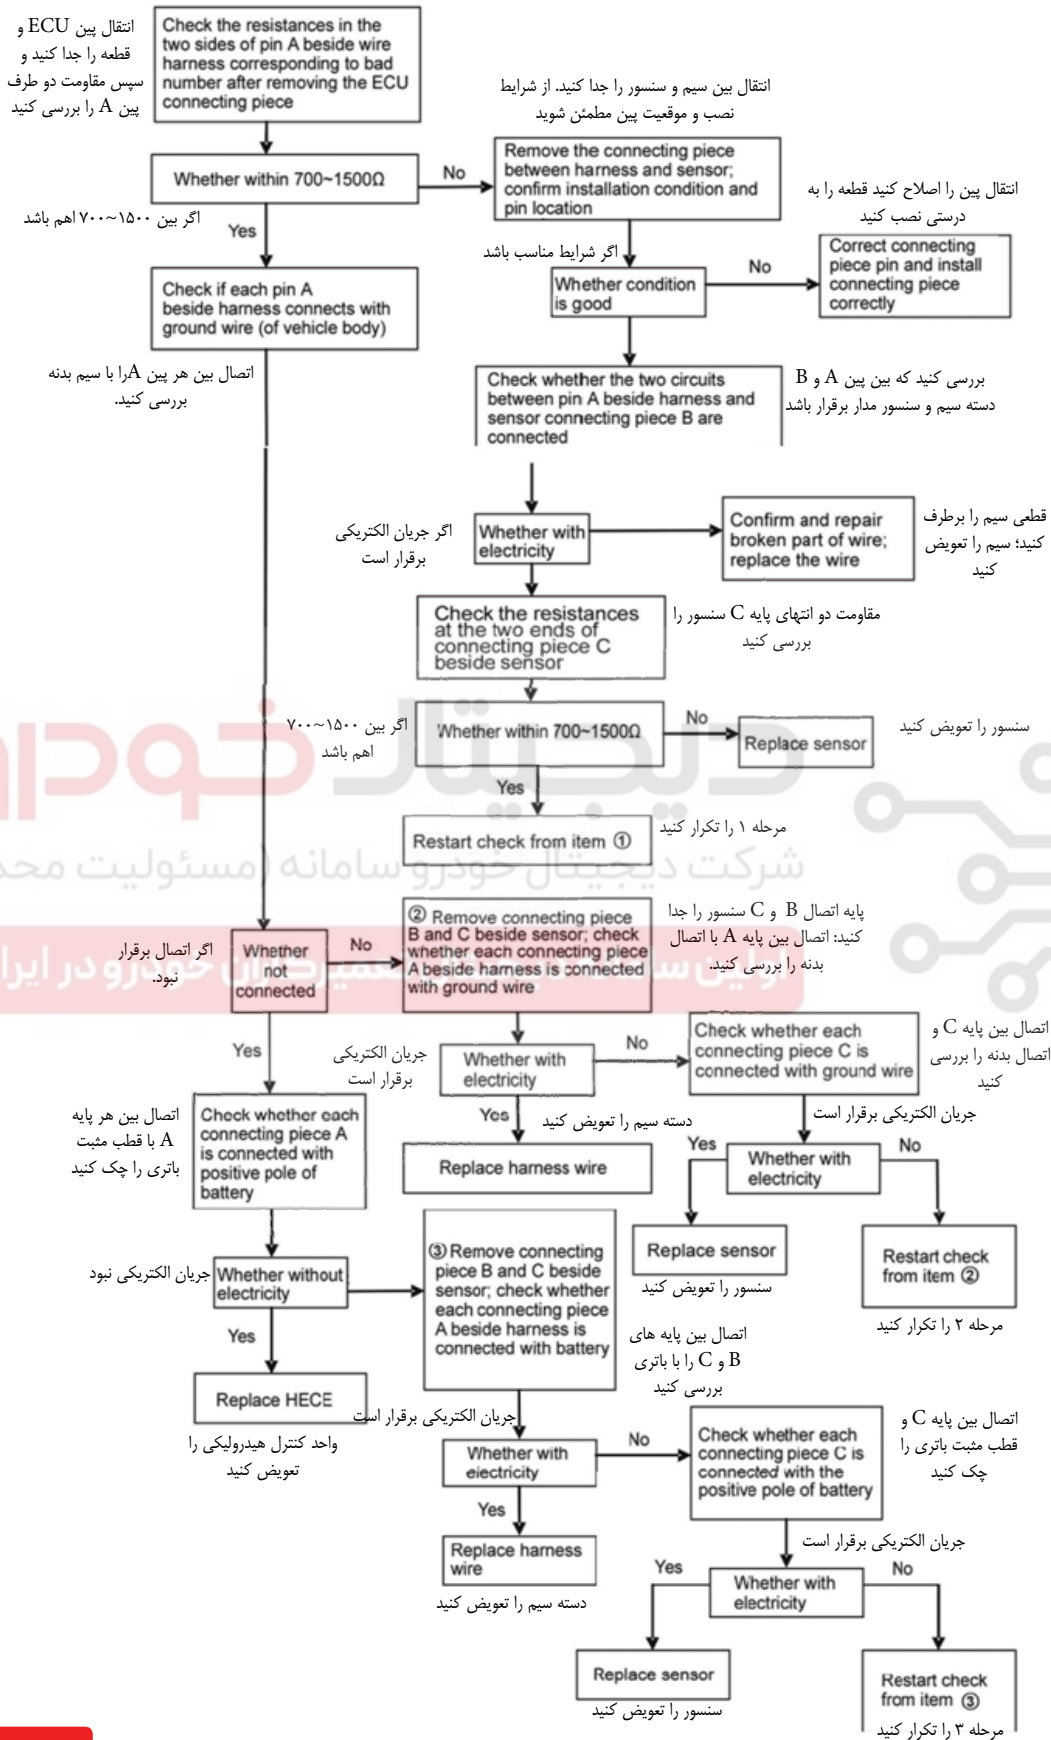 انتقال پین ECU و
قطعه را جدا کنید و
سپس مقاومت دو طرف
پین A را بررسی کنید
Check the resistances in the
two sides of pin A beside wire
harness corresponding to bad
number after removing the ECU
connecting piece
انتقال بین سیم و سنسور را جدا کنید. از شرایط
نصب و موقعیت پین مطمئن شوید
Whether within 700~1500Ω
No
Remove the connecting piece
between harness and sensor;
confirm installation condition and
pin location
اگر بین ۱۵۰۰~۷۰۰ اهم باشد
Yes
انتقال پین را اصلاح کنید قطعه را به
درستی نصب کنید
اگر شرایط مناسب باشد
Check if each pin A
beside harness connects with
ground wire (of vehicle body)
Whether condition
is good
No
Correct connecting
piece pin and install
connecting piece
correctly
اتصال بین هر پین A را با سیم بدنه
بررسی کنید.
Check whether the two circuits
between pin A beside harness and
sensor connecting piece B are
connected
بررسی کنید که بین پین A و B
دسته سیم و سنسور مدار برقرار باشد
اگر جریان الکتریکی
برقرار است
Whether with
electricity
Confirm and repair
broken part of wire;
replace the wire
قطعی سیم را برطرف
کنید؛ سیم را تعویض
کنید
Check the resistances
at the two ends of
connecting piece C
beside sensor
مقاومت دو انتهای پایه C سنسور را
بررسی کنید
اگر بین ۱۵۰۰~۷۰۰
اهم باشد
Whether within 700~1500Ω
No
Replace sensor
سنسور را تعویض کنید
Yes
Restart check from item ①
مرحله ۱ را تکرار کنید
دیجیتال خودرو
شرکت دیجیتال خودرو سامانه (مسئولیت محد
اگر اتصال برقرار
نبود.
Whether
not
connected
No
② Remove connecting piece
B and C beside sensor; check
whether each connecting piece
A beside harness is connected
with ground wire
پایه اتصال B و C سنسور را جدا
کنید: اتصال بین پایه A با اتصال
بدنه را بررسی کنید.
Yes
جریان الکتریکی
برقرار است
Whether with
electricity
No
Check whether each
connecting piece C is
connected with ground wire
اتصال بین پایه C و
اتصال بدنه را بررسی
کنید
اتصال بین هر پایه
A با قطب مثبت
باتری را چک کنید
Check whether each
connecting piece A
is connected with
positive pole of
battery
Yes
دسته سیم را تعویض کنید
Replace harness wire
جریان الکتریکی برقرار است
Yes
Whether with
electricity
No
Replace sensor
سنسور را تعویض کنید
Restart check
from item ②
مرحله ۲ را تکرار کنید
جریان الکتریکی نبود
Whether without
electricity
③ Remove connecting
piece B and C beside
sensor; check whether
each connecting piece
A beside harness is
connected with battery
اتصال بین پایه های
B و C را با باتری
بررسی کنید
Yes
Replace HECE
واحد کنترل هیدرولیکی را
تعویض کنید
جریان الکتریکی برقرار است
Whether with
electricity
No
Check whether each
connecting piece C is
connected with the
positive pole of battery
اتصال بین پایه C و
قطب مثبت باتری را
چک کنید
Yes
Replace harness
wire
دسته سیم را تعویض کنید
جریان الکتریکی برقرار است
Yes
Whether with
electricity
No
Replace sensor
سنسور را تعویض کنید
Restart check
from item ③
مرحله ۳ را تکرار کنید